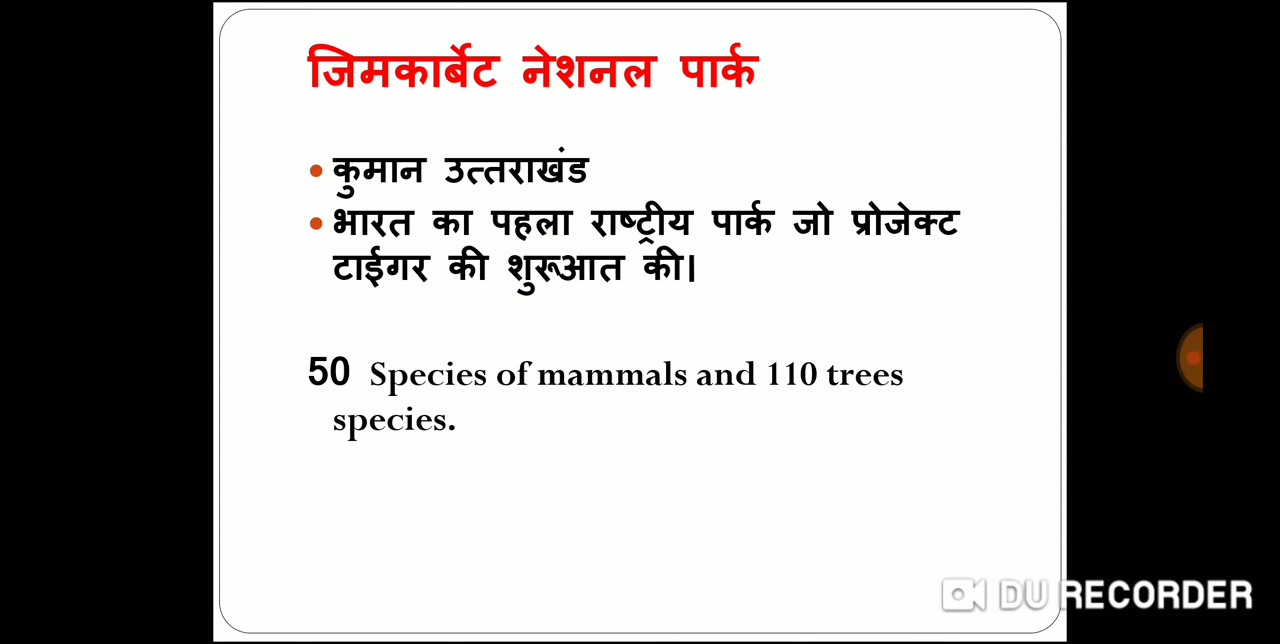 जिमकार्बेट नेशनल पार्क
• कुमान उत्तराखंड
• भारत का पहला राष्ट्रीय पार्क जो प्रोजेक्ट
टाईगर की शुरूआत की।
50 Species of mammals and 110 trees
species.
DU RECORDER